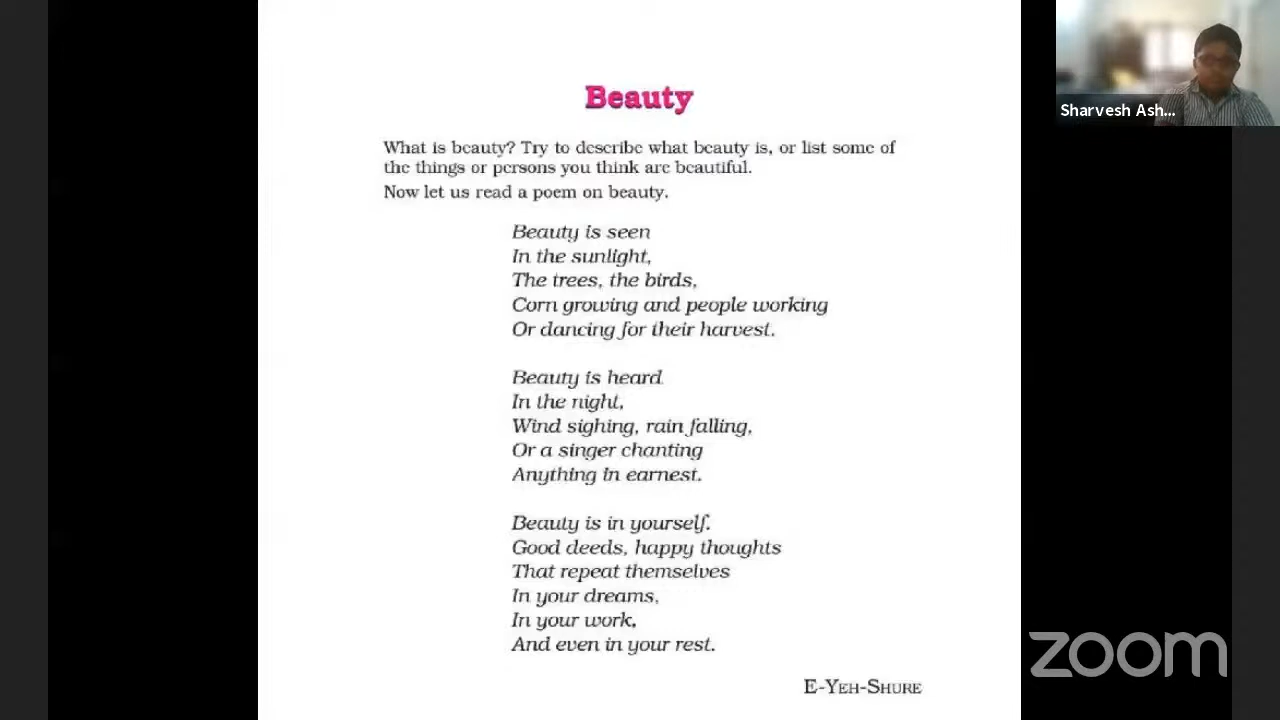 Beauty
What is beauty? Try to describe what beauty is, or list some of
the things or persons you think are beautiful.
Now let us read a poem on beauty.
Beauty is seen
In the sunlight,
The trees, the birds,
Corn growing and people working
Or dancing for their harvest.
Beauty is heard
In the night,
Wind sighing, rain falling,
Or a singer chanting
Anything in earnest.
Beauty is in yourself.
Good deeds, happy thoughts
That repeat themselves
In your dreams,
In your work,
And even in your rest.
E-YEH-SHURE
Sharvesh Ash...
zoom